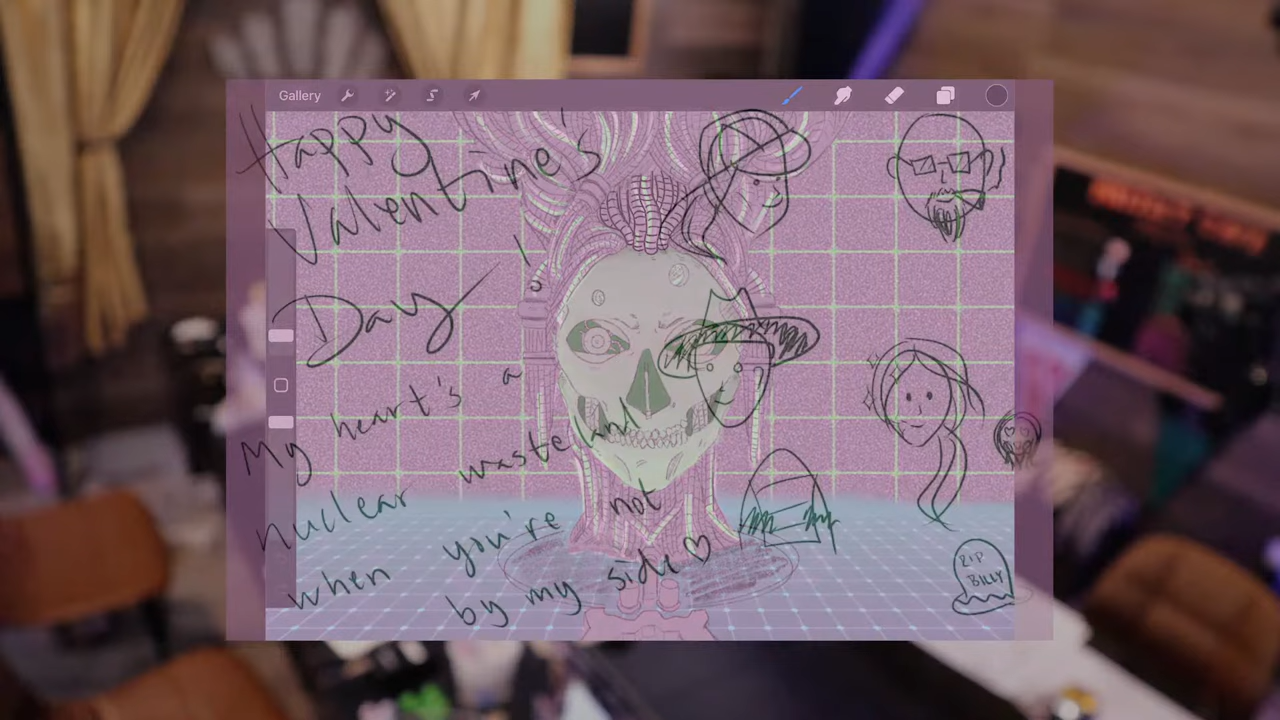 Gallery
Happy
Valentine's
Day
My heart's a
nuclear wasteland
when you're not
by my side ♡
RIP
BILLY